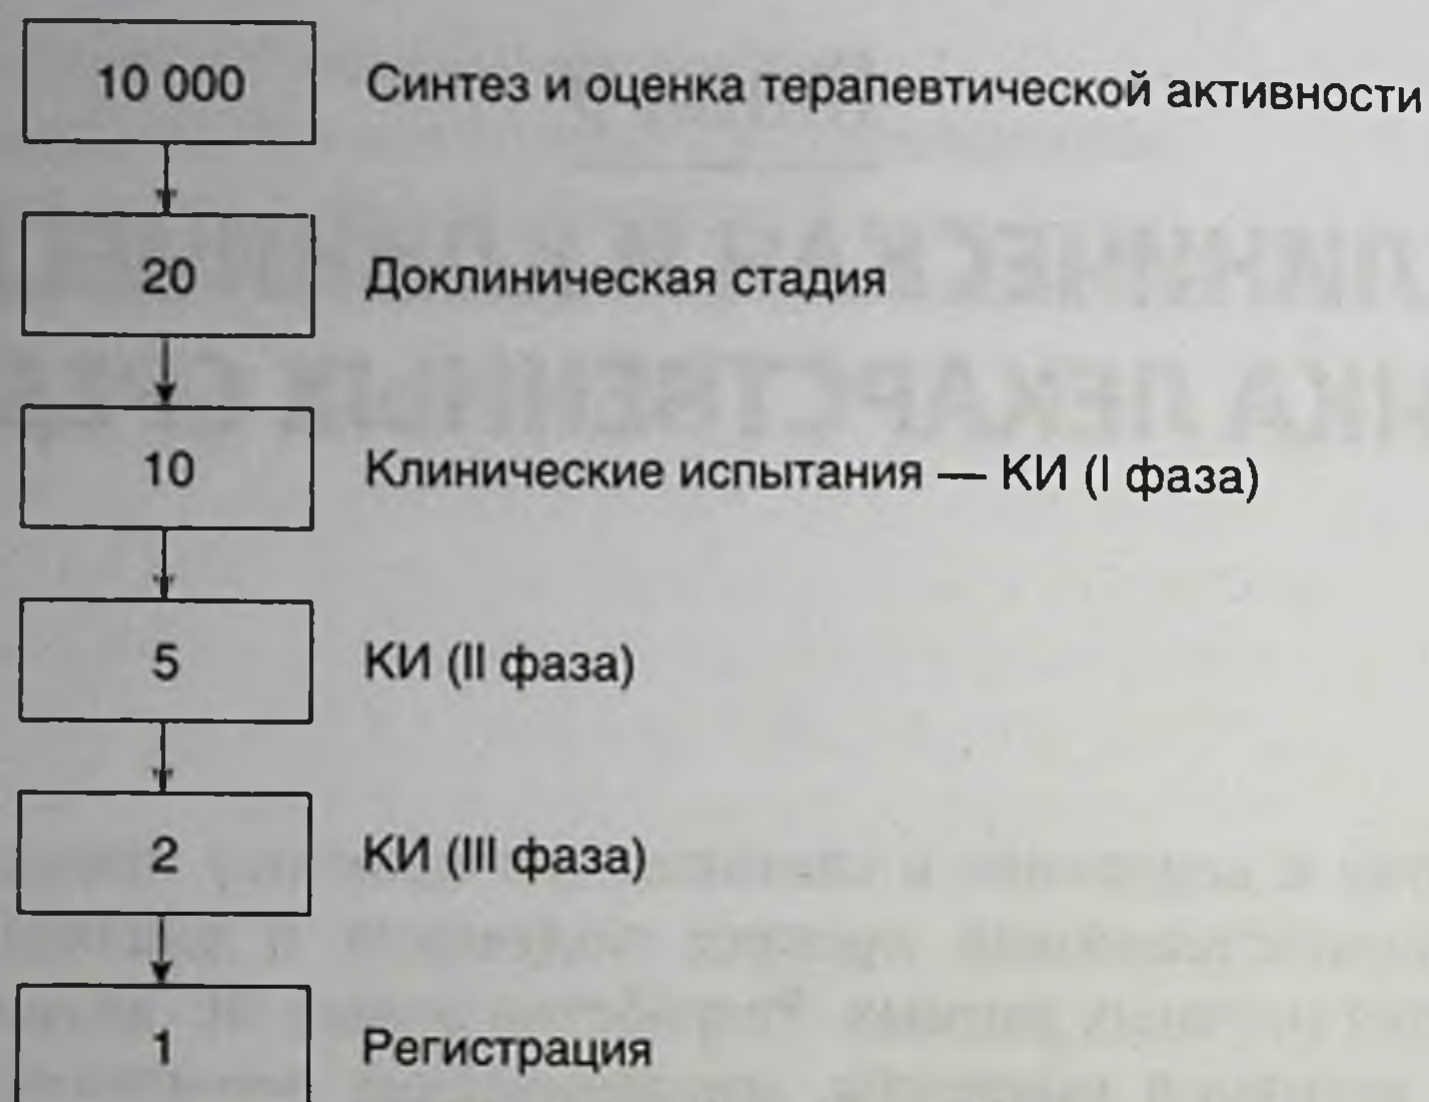 10 000 Синтез и оценка терапевтической активности
20 Доклиническая стадия
10 Клинические испытания — КИ (I фаза)
5 КИ (II фаза)
2 КИ (III фаза)
1 Регистрация